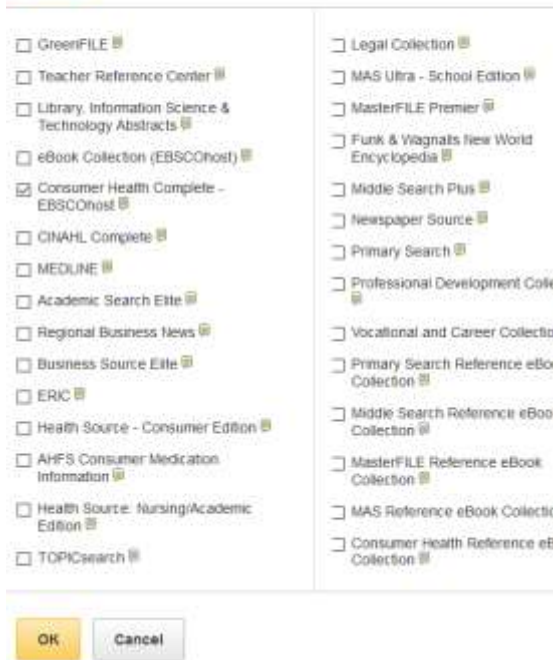 GreenFILE
Teacher Reference Center
Library, Information Science &
Technology Abstracts
eBook Collection (EBSCOhost)
Consumer Health Complete -
EBSCOhost
CINAHL Complete
MEDLINE
Academic Search Elite
Regional Business News
Business Source Elite
ERIC
Health Source - Consumer Edition
AHFS Consumer Medication
Information
Health Source: Nursing/Academic
Edition
TOPICsearch
Legal Collection
MAS Ultra - School Edition
MasterFILE Premier
Funk & Wagnalls New World
Encyclopedia
Middle Search Plus
Newspaper Source
Primary Search
Professional Development Colle
Vocational and Career Collectio
Primary Search Reference eBoo
Collection
Middle Search Reference eBoo
Collection
MasterFILE Reference eBook
Collection
MAS Reference eBook Collectio
Consumer Health Reference eB
Collection
OK
Cancel